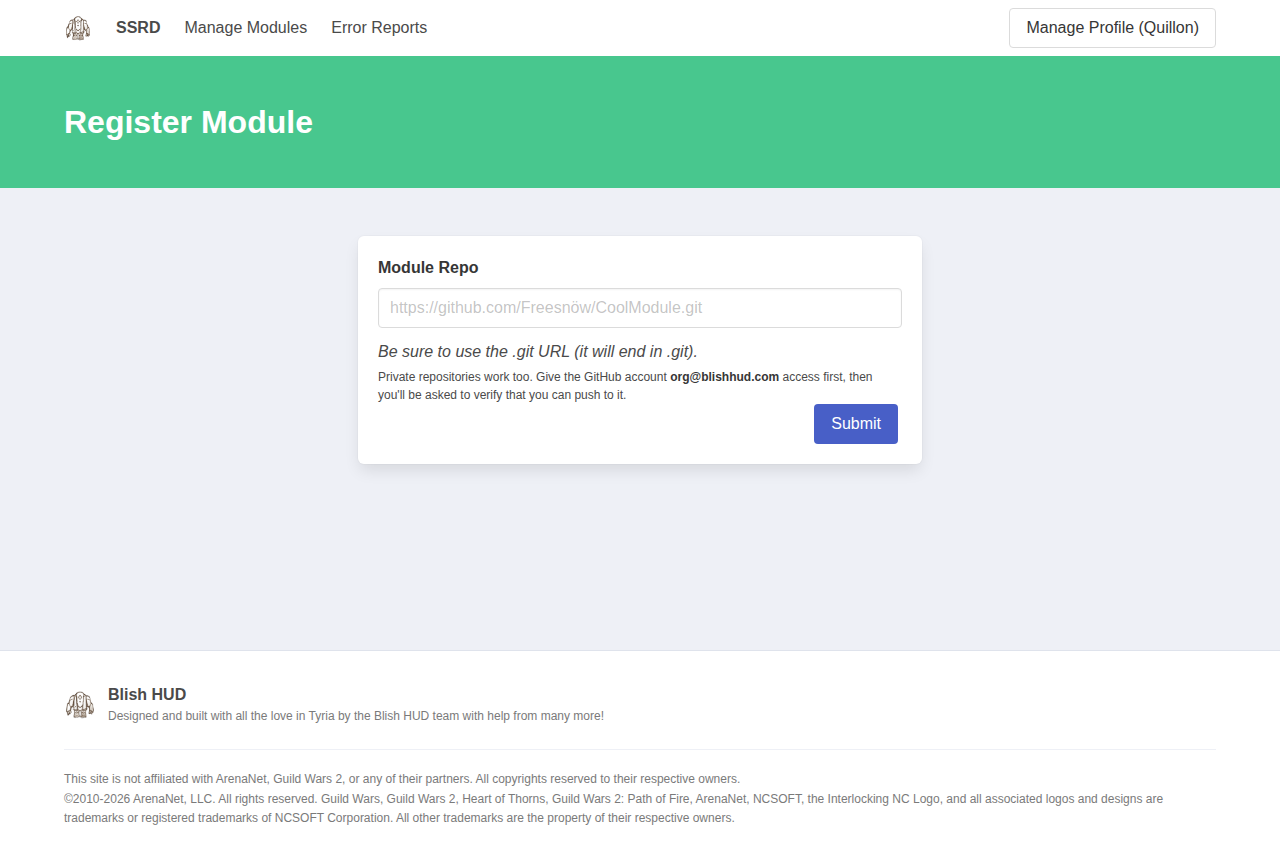 SSRD Manage Modules Error Reports Manage Profile (Quillon)
Register Module
Module Repo
https://github.com/Freesnöw/CoolModule.git
Be sure to use the .git URL (it will end in .git).
Private repositories work too. Give the GitHub account org@blishhud.com access first, then
you'll be asked to verify that you can push to it.
Submit
Blish HUD
Designed and built with all the love in Tyria by the Blish HUD team with help from many more!
This site is not affiliated with ArenaNet, Guild Wars 2, or any of their partners. All copyrights reserved to their respective owners.
©2010-2026 ArenaNet, LLC. All rights reserved. Guild Wars, Guild Wars 2, Heart of Thorns, Guild Wars 2: Path of Fire, ArenaNet, NCSOFT, the Interlocking NC Logo, and all associated logos and designs are
trademarks or registered trademarks of NCSOFT Corporation. All other trademarks are the property of their respective owners.